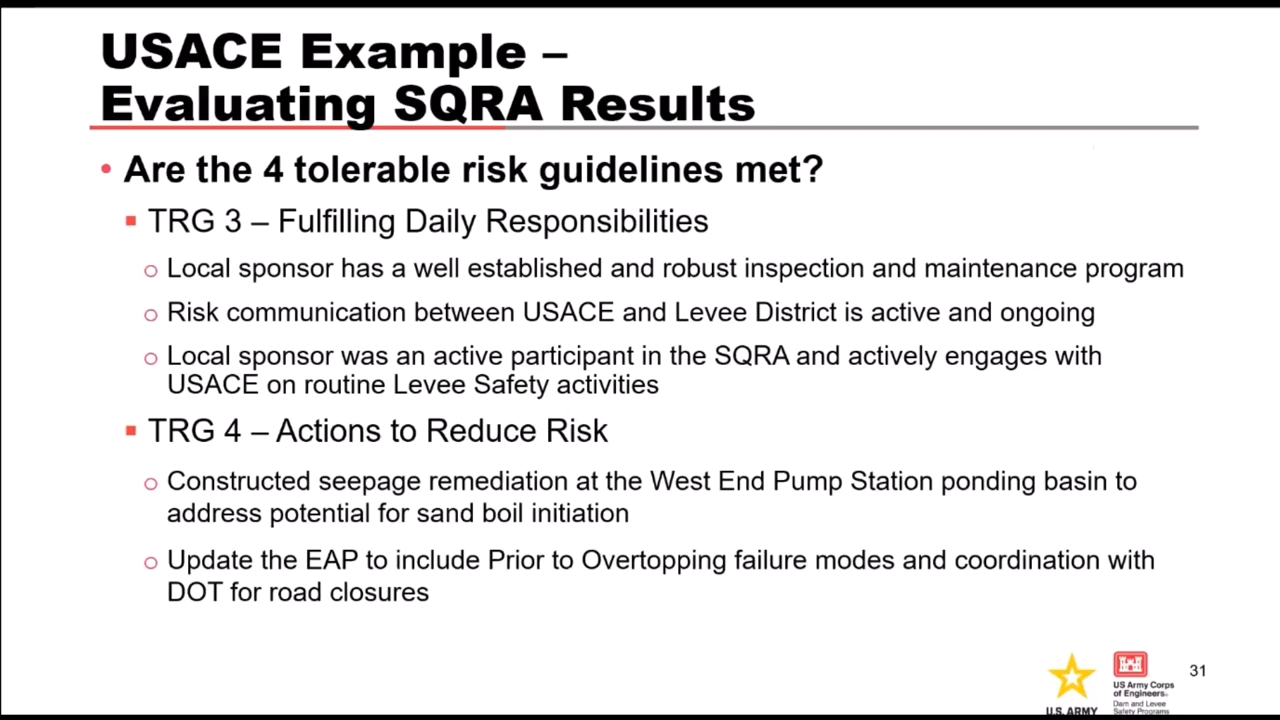 USACE Example –
Evaluating SQRA Results
• Are the 4 tolerable risk guidelines met?
▪ TRG 3 – Fulfilling Daily Responsibilities
o Local sponsor has a well established and robust inspection and maintenance program
o Risk communication between USACE and Levee District is active and ongoing
o Local sponsor was an active participant in the SQRA and actively engages with
USACE on routine Levee Safety activities
▪ TRG 4 – Actions to Reduce Risk
o Constructed seepage remediation at the West End Pump Station ponding basin to
address potential for sand boil initiation
o Update the EAP to include Prior to Overtopping failure modes and coordination with
DOT for road closures
U.S. ARMY
US Army Corps
of Engineers®
Dam and Levee
Safety Programs
31